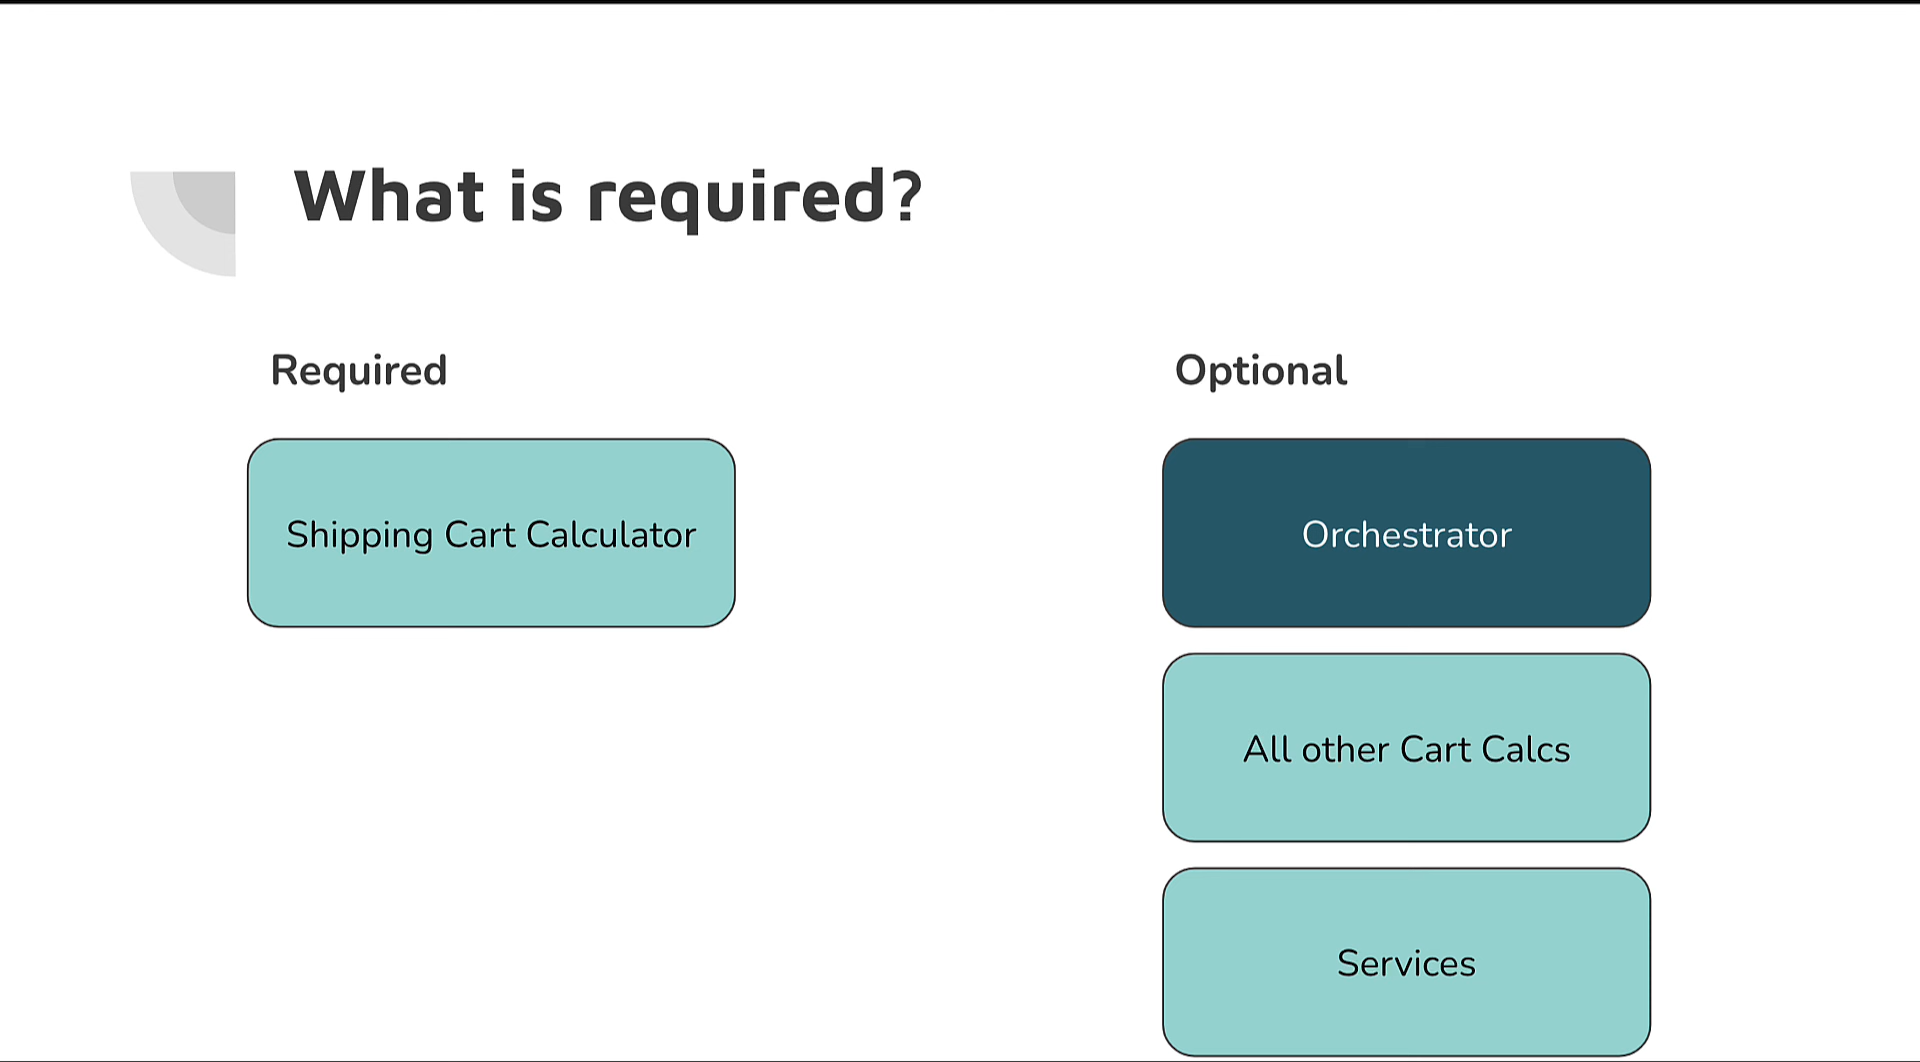 What is required?
Required
Optional
Shipping Cart Calculator
Orchestrator
All other Cart Calcs
Services